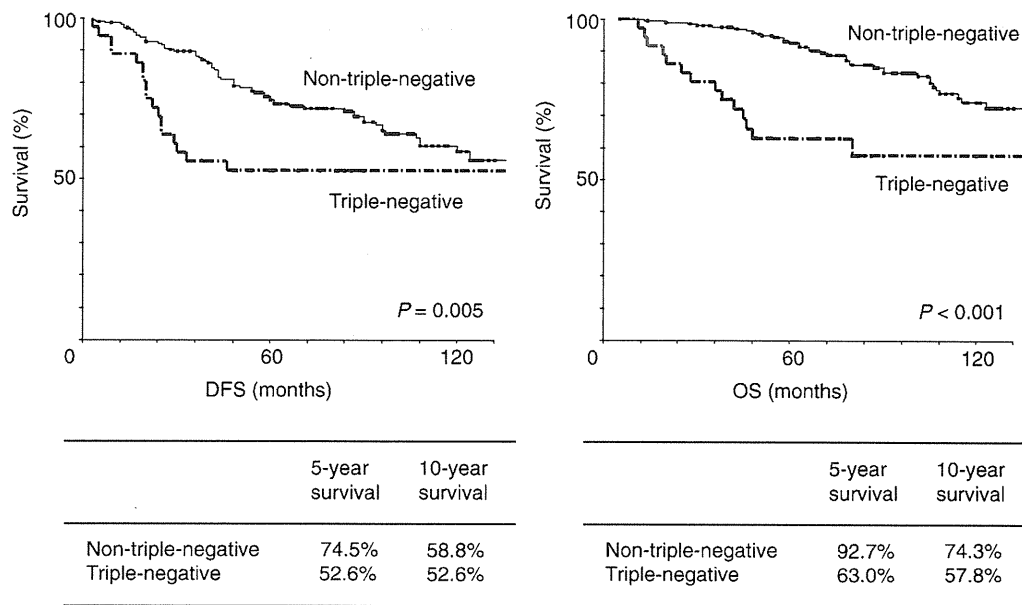 100
Non-triple-negative
Survival (%)
50
Triple-negative
P = 0.005
0
60
120
DFS (months)
5-year survival
10-year survival
Non-triple-negative 74.5% 58.8%
Triple-negative 52.6% 52.6%
100
Non-triple-negative
Survival (%)
50
Triple-negative
P < 0.001
0
60
120
OS (months)
5-year survival
10-year survival
Non-triple-negative 92.7% 74.3%
Triple-negative 63.0% 57.8%